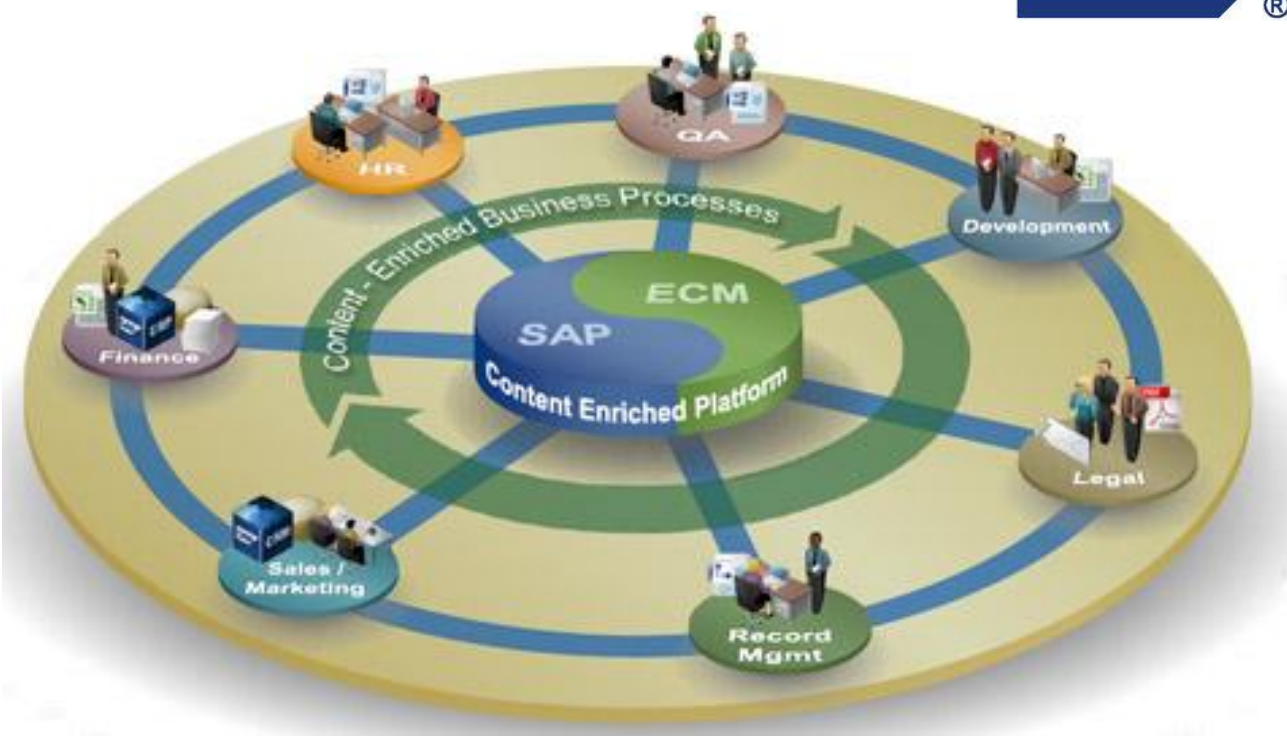 ®
QA
HR
Development
Content - Enriched Business Processes
ECM
SAP
Content Enriched Platform
Finance
Legal
Sales /
Marketing
Record
Mgmt